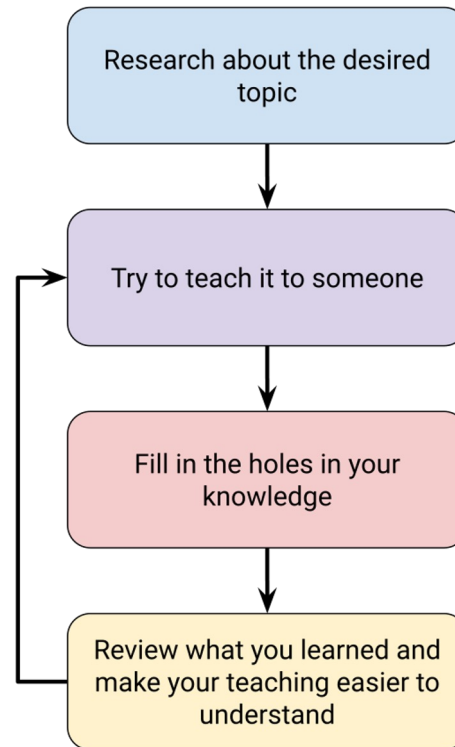 Research about the desired
topic
Try to teach it to someone
Fill in the holes in your
knowledge
Review what you learned and
make your teaching easier to
understand